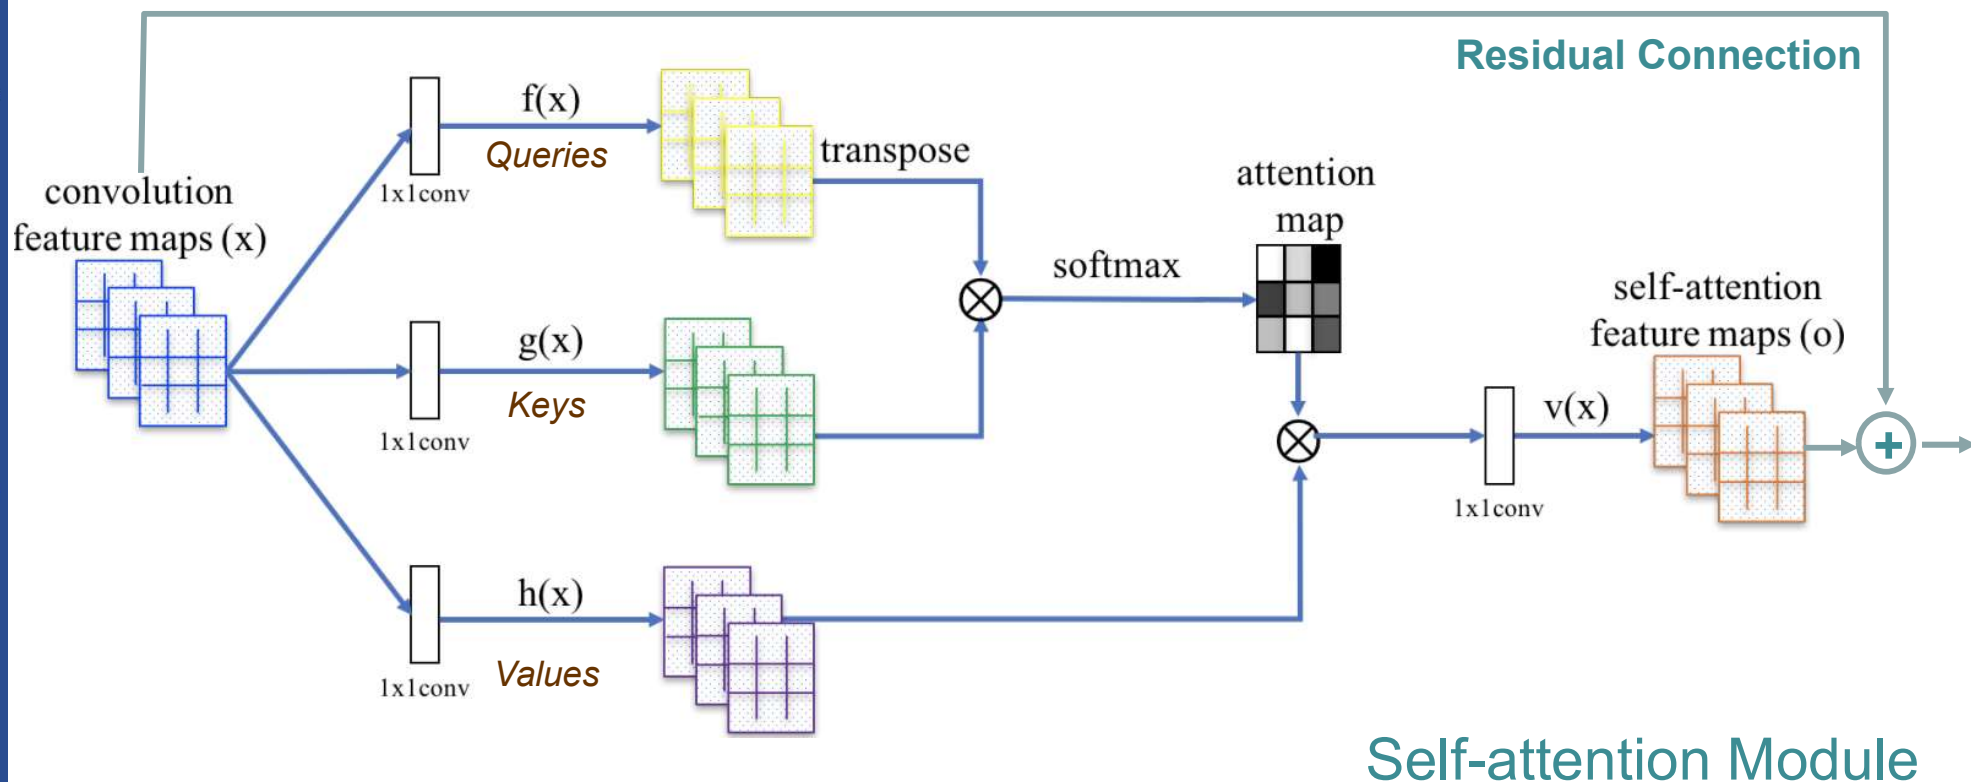 Residual Connection
f(x)
Queries
1x1conv
transpose
convolution
feature maps (x)
attention
map
softmax
g(x)
Keys
1x1conv
self-attention
feature maps (o)
v(x)
+
1x1conv
h(x)
Values
1x1conv
Self-attention Module